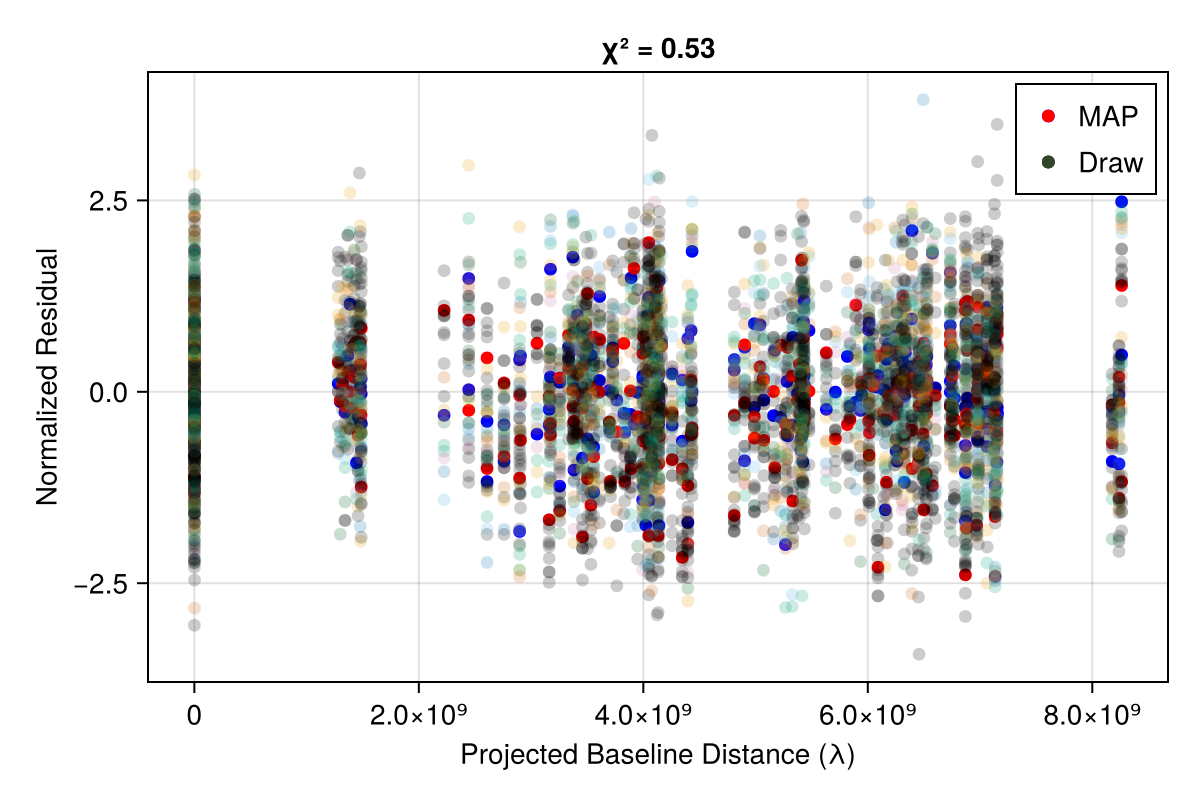 χ² = 0.53
MAP
Draw
Normalized Residual
2.5
0.0
−2.5
0
2.0×10⁹
4.0×10⁹
6.0×10⁹
8.0×10⁹
Projected Baseline Distance (λ)